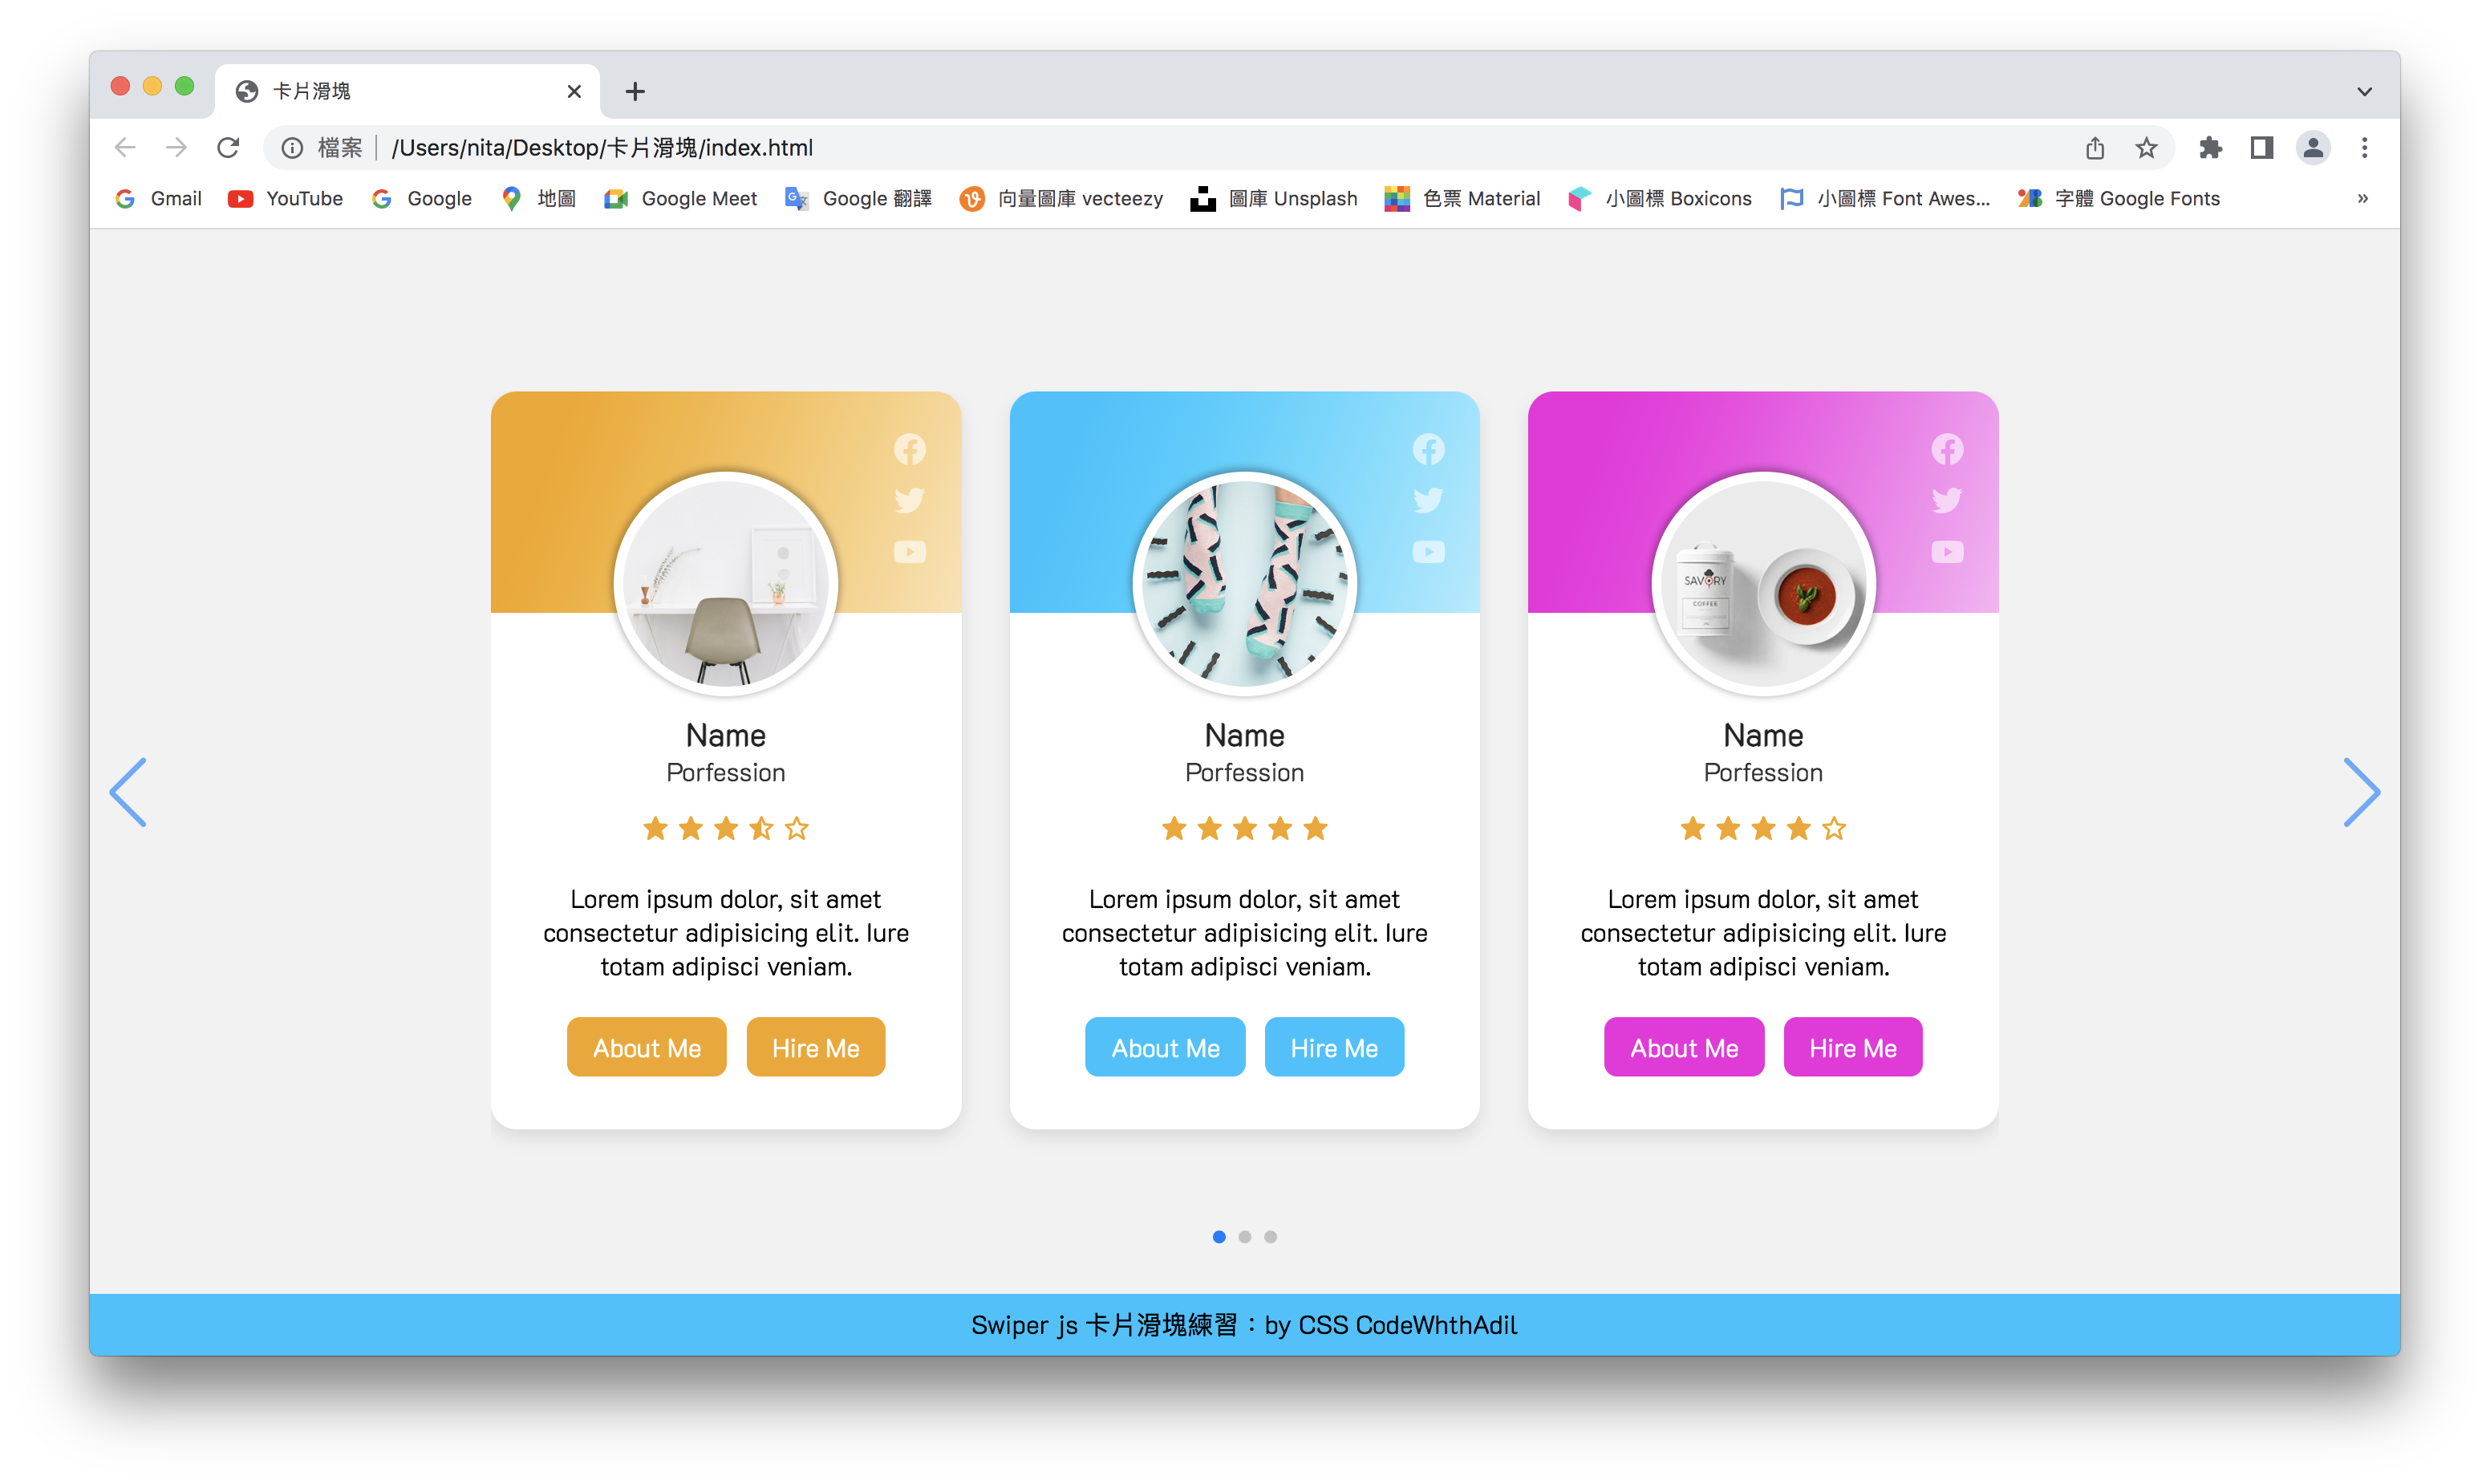 卡片滑塊
檔案 /Users/nita/Desktop/卡片滑塊/index.html
Gmail YouTube Google 地圖 Google Meet Google 翻譯 向量圖庫 vecteezy 圖庫 Unsplash 色票 Material 小圖標 Boxicons 小圖標 Font Awes... 字體 Google Fonts »
SAVORY
COFFEE
Name
Porfession
Lorem ipsum dolor, sit amet
consectetur adipisicing elit. Iure
totam adipisci veniam.
About Me Hire Me
Name
Porfession
Lorem ipsum dolor, sit amet
consectetur adipisicing elit. Iure
totam adipisci veniam.
About Me Hire Me
Name
Porfession
Lorem ipsum dolor, sit amet
consectetur adipisicing elit. Iure
totam adipisci veniam.
About Me Hire Me
Swiper js 卡片滑塊練習：by CSS CodeWhthAdil